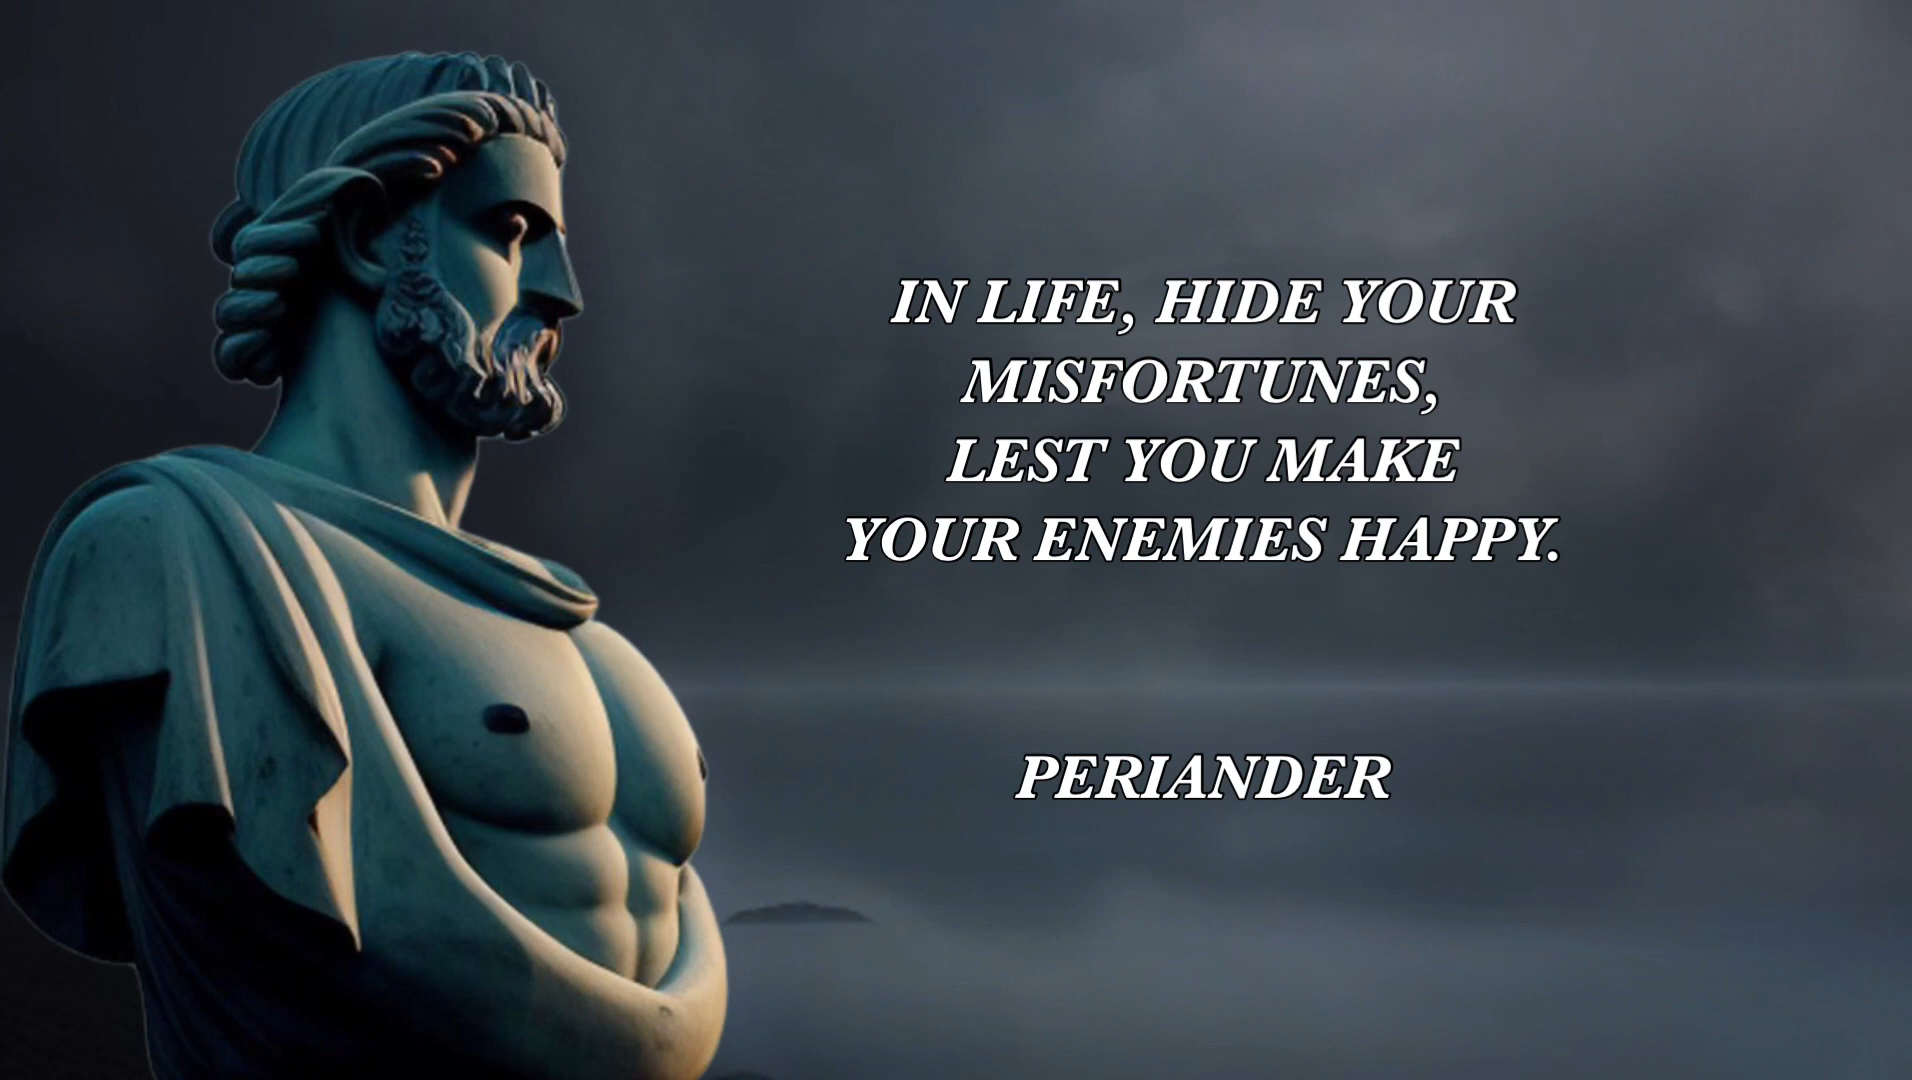 IN LIFE, HIDE YOUR
MISFORTUNES,
LEST YOU MAKE
YOUR ENEMIES HAPPY.
PERIANDER